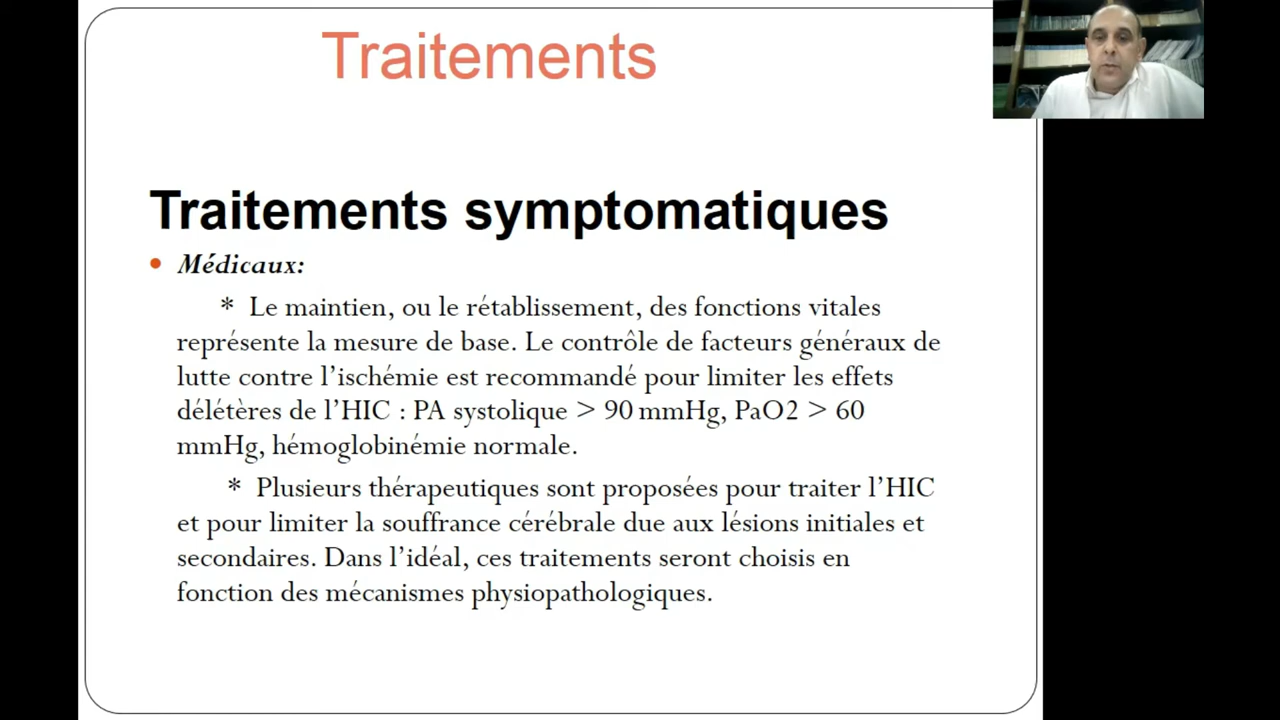 Traitements
Traitements symptomatiques
• Médicaux:
* Le maintien, ou le rétablissement, des fonctions vitales
représente la mesure de base. Le contrôle de facteurs généraux de
lutte contre l’ischémie est recommandé pour limiter les effets
délétères de l’HIC : PA systolique > 90 mmHg, PaO2 > 60
mmHg, hémoglobinémie normale.
* Plusieurs thérapeutiques sont proposées pour traiter l’HIC
et pour limiter la souffrance cérébrale due aux lésions initiales et
secondaires. Dans l’idéal, ces traitements seront choisis en
fonction des mécanismes physiopathologiques.